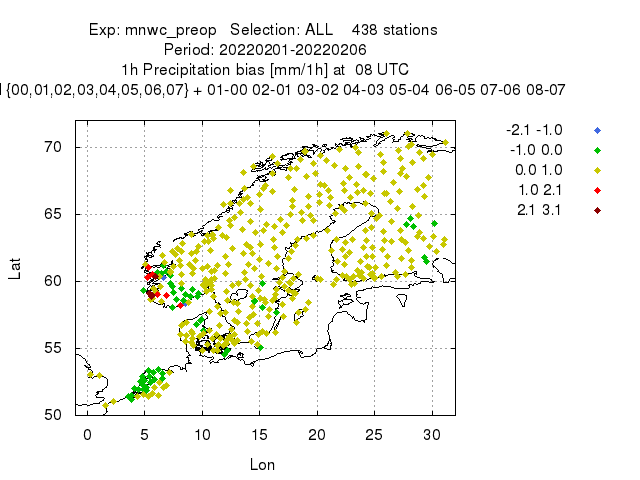 Exp: mnwc_preop Selection: ALL 438 stations
Period: 20220201-20220206
1h Precipitation bias [mm/1h] at 08 UTC
{00,01,02,03,04,05,06,07} + 01-00 02-01 03-02 04-03 05-04 06-05 07-06 08-07
-2.1 -1.0
-1.0 0.0
0.0 1.0
1.0 2.1
2.1 3.1
70
65
60
55
50
Lat
0 5 10 15 20 25 30
Lon